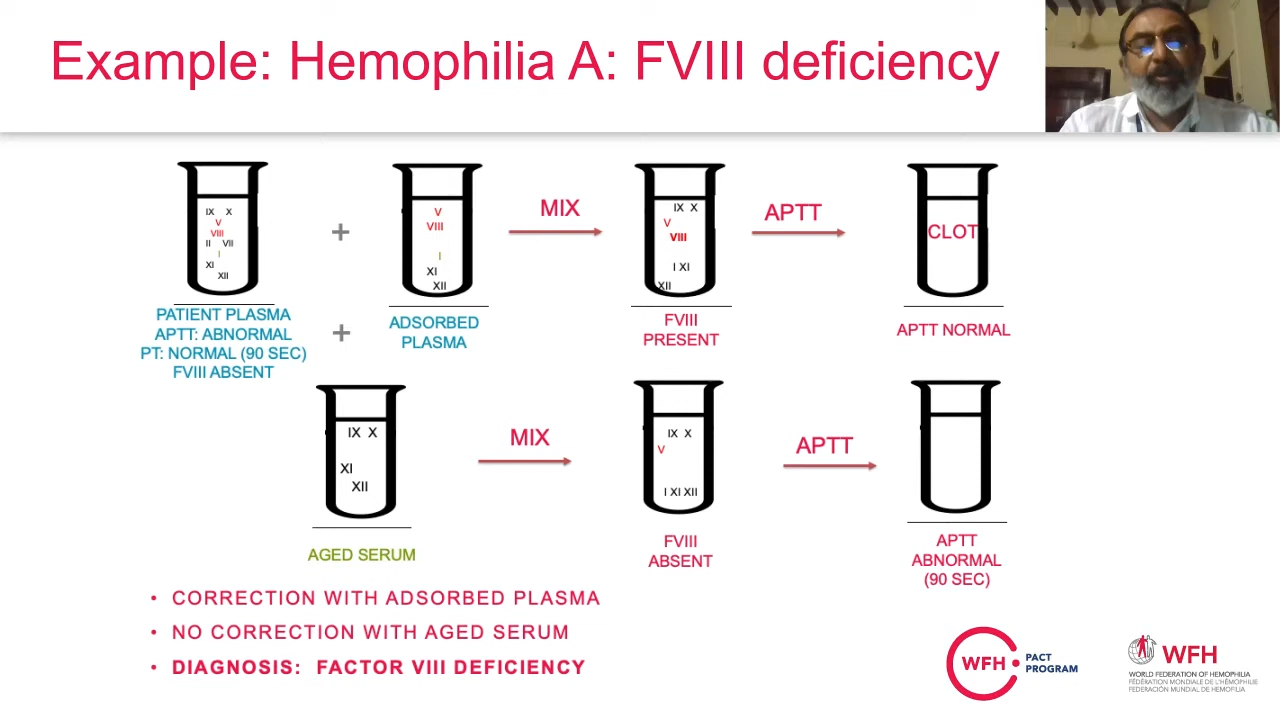 Example: Hemophilia A: FVIII deficiency
IX X
V
VIII
II VII
I
XI
XII
+
V
VIII
I
XI
XII
MIX
IX X
V
VIII
I XI
XII
APTT
CLOT
PATIENT PLASMA
APTT: ABNORMAL
PT: NORMAL (90 SEC)
FVIII ABSENT
+
ADSORBED
PLASMA
FVIII
PRESENT
APTT NORMAL
IX X
XI
XII
MIX
IX X
V
I XI XII
APTT
AGED SERUM
FVIII
ABSENT
APTT
ABNORMAL
(90 SEC)
• CORRECTION WITH ADSORBED PLASMA
• NO CORRECTION WITH AGED SERUM
• DIAGNOSIS: FACTOR VIII DEFICIENCY
WFH
PACT
PROGRAM
WFH
WORLD FEDERATION OF HEMOPHILIA
FÉDÉRATION MONDIALE DE L'HÉMOPHILIE
FEDERACIÓN MUNDIAL DE HEMOFILIA